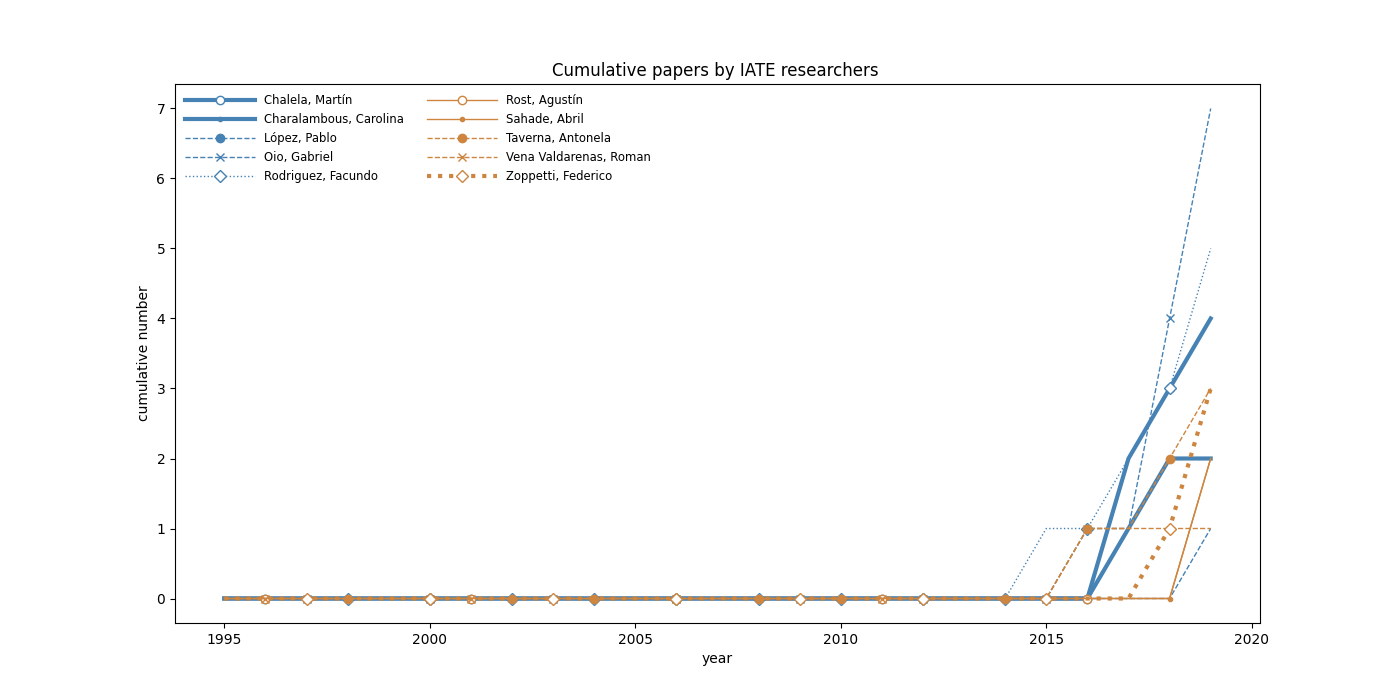 Cumulative papers by IATE researchers
Chalela, Martín
Charalambous, Carolina
López, Pablo
Oio, Gabriel
Rodriguez, Facundo
Rost, Agustín
Sahade, Abril
Taverna, Antonela
Vena Valdarenas, Roman
Zoppetti, Federico
cumulative number
7
6
5
4
3
2
1
0
1995 2000 2005 2010 2015 2020
year